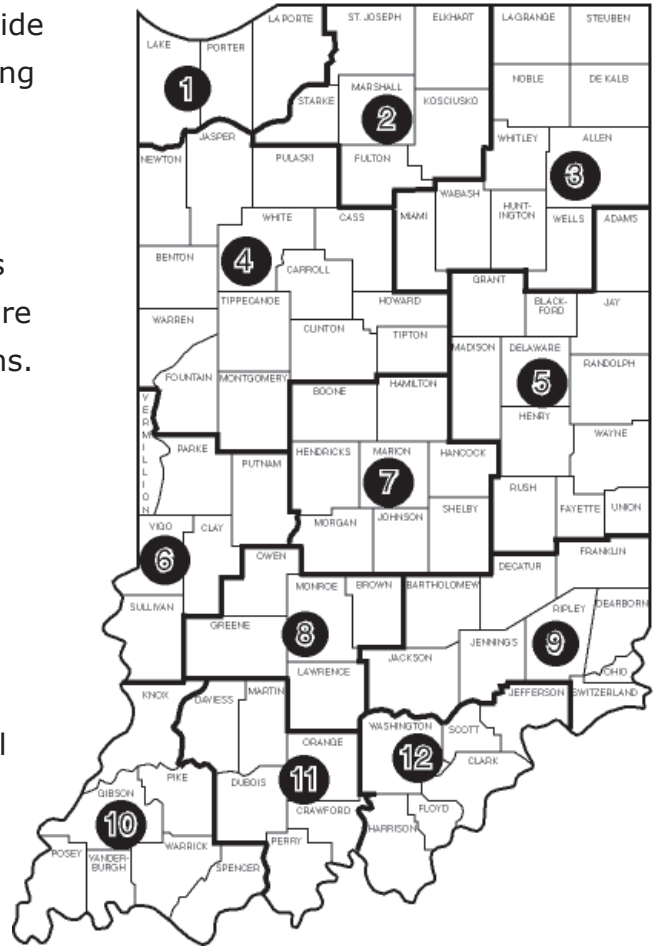 ide
ng
s
re
ns.
l
LAKE
PORTER
LA PORTE
ST. JOSEPH
ELKHART
LAGRANGE
STEUBEN
1
STARKE
MARSHALL
2
KOSCIUSKO
NOBLE
DE KALB
JASPER
NEWTON
PULASKI
FULTON
WHITLEY
ALLEN
3
MIAMI
WABASH
HUNT-
INGTON
WELLS
ADAMS
WHITE
CASS
BENTON
4
CARROLL
TIPPECANOE
HOWARD
GRANT
BLACK-
FORD
JAY
WARREN
CLINTON
TIPTON
MADISON
DELAWARE
5
RANDOLPH
FOUNTAIN
MONTGOMERY
BOONE
HAMILTON
HENRY
WAYNE
VERMILLION
PARKE
PUTNAM
HENDRICKS
MARION
7
HANCOCK
RUSH
FAYETTE
UNION
VIGO
6
CLAY
MORGAN
JOHNSON
SHELBY
OWEN
MONROE
BROWN
BARTHOLOMEW
DECATUR
FRANKLIN
SULLIVAN
GREENE
8
RIPLEY
DEARBORN
9
JENNINGS
LAWRENCE
JACKSON
OHIO
KNOX
DAVIESS
MARTIN
JEFFERSON
SWITZERLAND
ORANGE
WASHINGTON
SCOTT
12
CLARK
PIKE
DUBOIS
11
GIBSON
10
CRAWFORD
FLOYD
HARRISON
POSEY
VANDER-
BURGH
WARRICK
PERRY
SPENCER